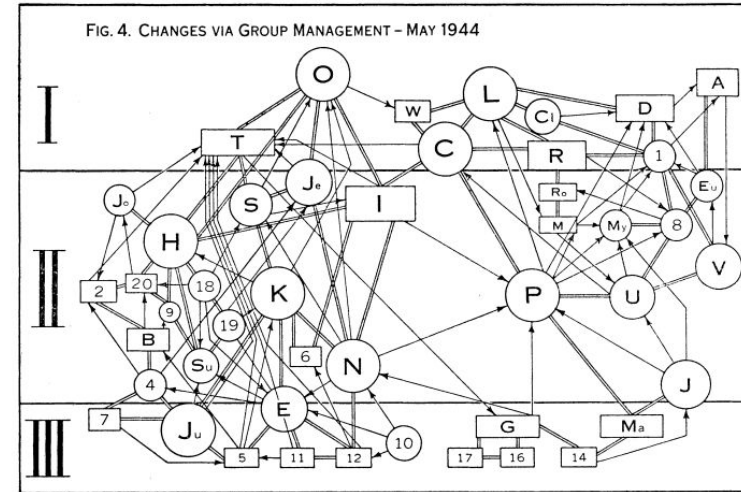 FIG. 4. CHANGES VIA GROUP MANAGEMENT – MAY 1944
I
O
W
L
Cl
D
A
T
C
R
1
S
Je
Jo
I
Ro
Eu
M
My
8
H
V
2
20
18
K
P
U
9
19
B
Su
6
N
4
J
7
Ju
E
G
Ma
10
5
11
12
17
16
14
II
III